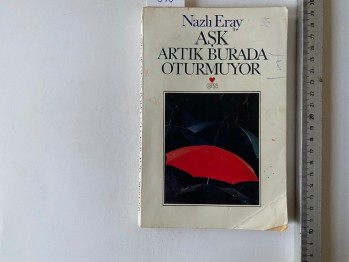 Nazlı Eray
AŞK
ARTIK BURADA
OTURMUYOR